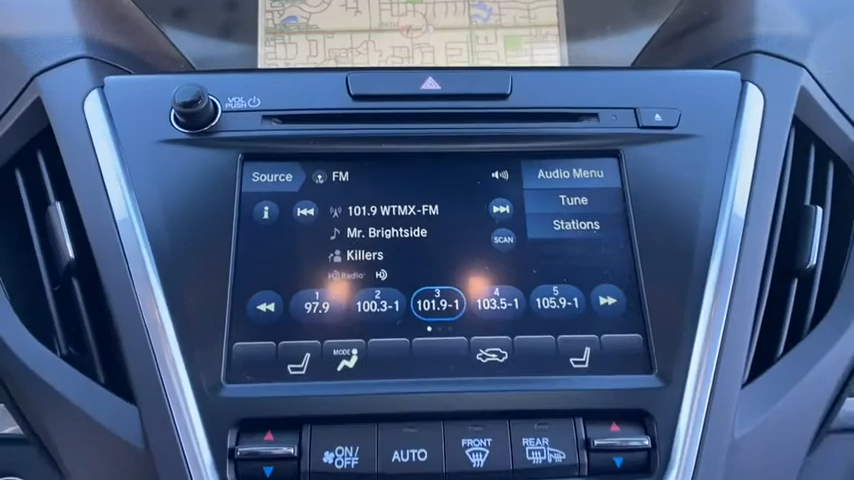 VOL
PUSH
Source
FM
Audio Menu
101.9 WTMX-FM
Tune
Mr. Brightside
Stations
SCAN
Killers
HD Radio
HD
1
97.9
2
100.3-1
3
101.9-1
4
103.5-1
5
105.9-1
MODE
ON/
OFF
AUTO
FRONT
REAR